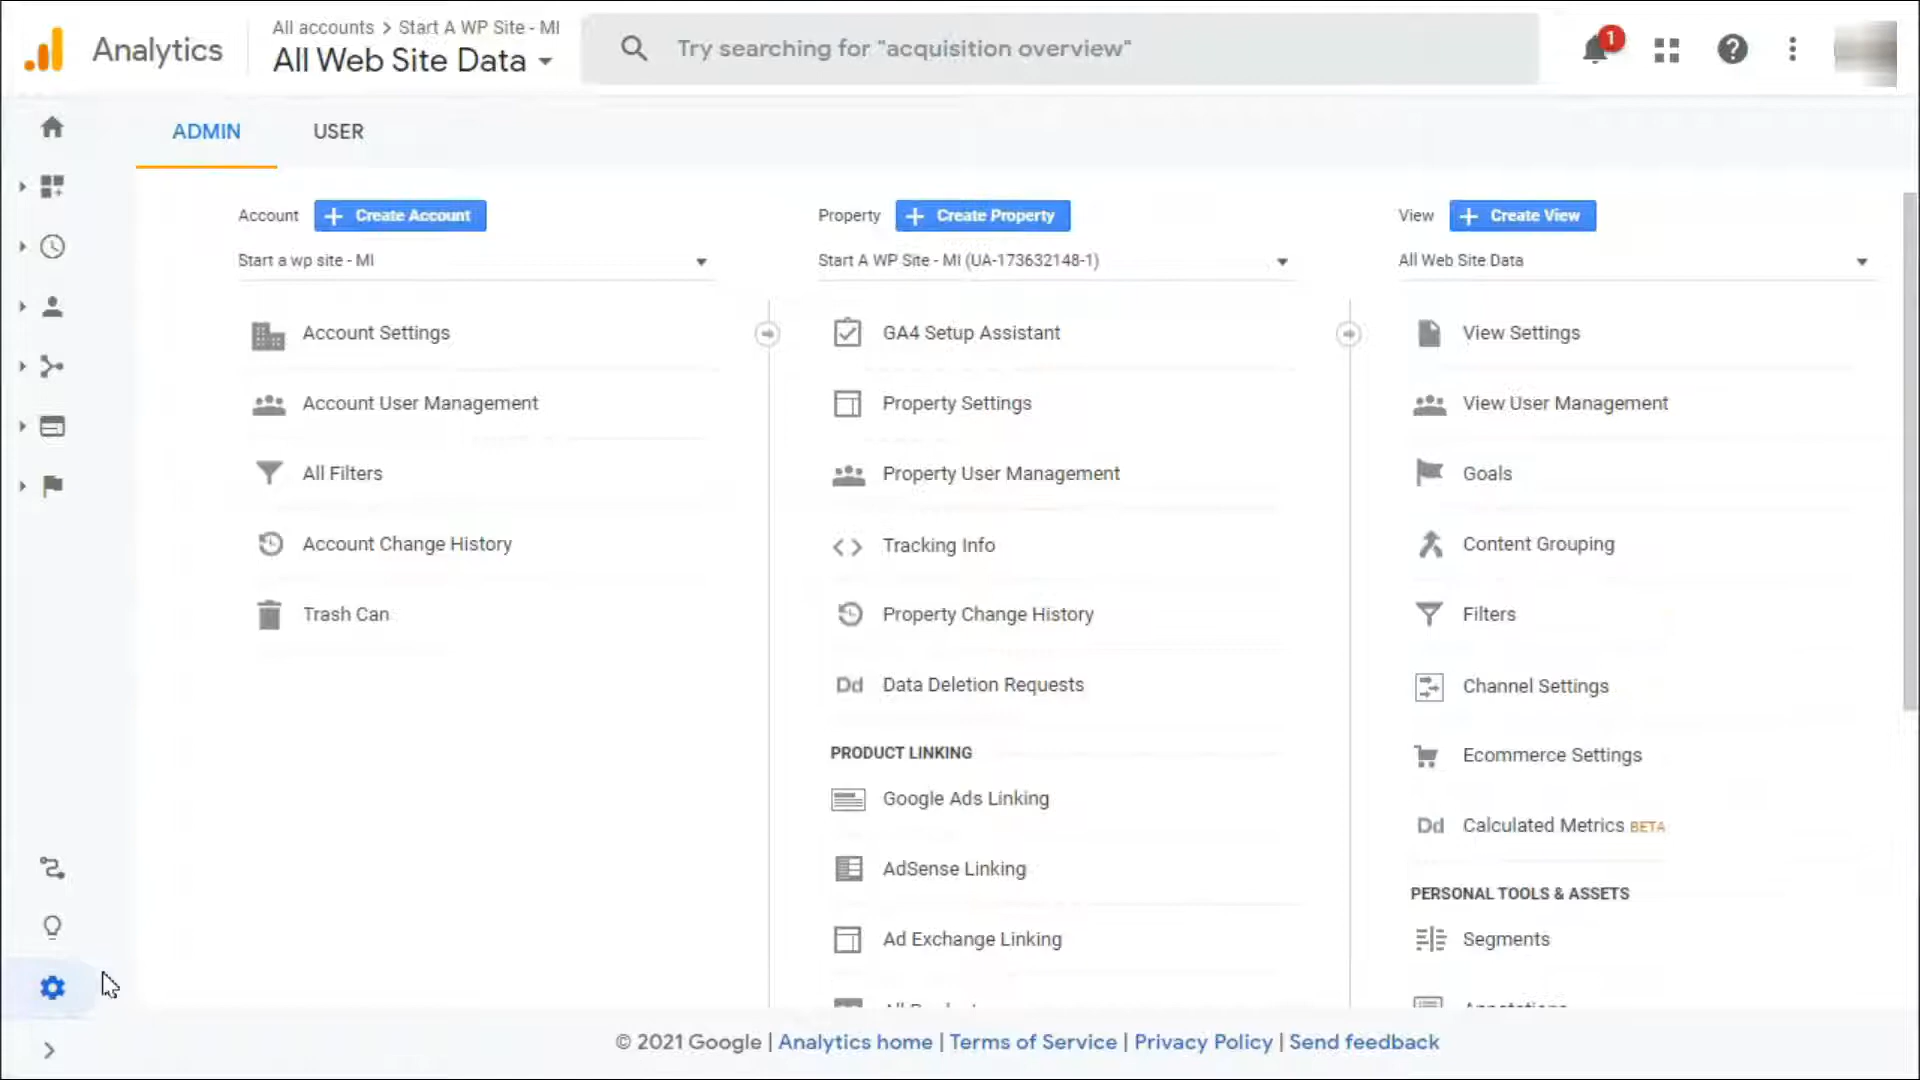 Analytics
All accounts > Start A WP Site - MI
All Web Site Data
Try searching for "acquisition overview"
1
ADMIN
USER
Account
Create Account
Start a wp site - MI
Account Settings
Account User Management
All Filters
Account Change History
Trash Can
Property
Create Property
Start A WP Site - MI (UA-173632148-1)
GA4 Setup Assistant
Property Settings
Property User Management
Tracking Info
Property Change History
Dd Data Deletion Requests
PRODUCT LINKING
Google Ads Linking
AdSense Linking
Ad Exchange Linking
View
Create View
All Web Site Data
View Settings
View User Management
Goals
Content Grouping
Filters
Channel Settings
Ecommerce Settings
Dd Calculated Metrics BETA
PERSONAL TOOLS & ASSETS
Segments
© 2021 Google | Analytics home | Terms of Service | Privacy Policy | Send feedback